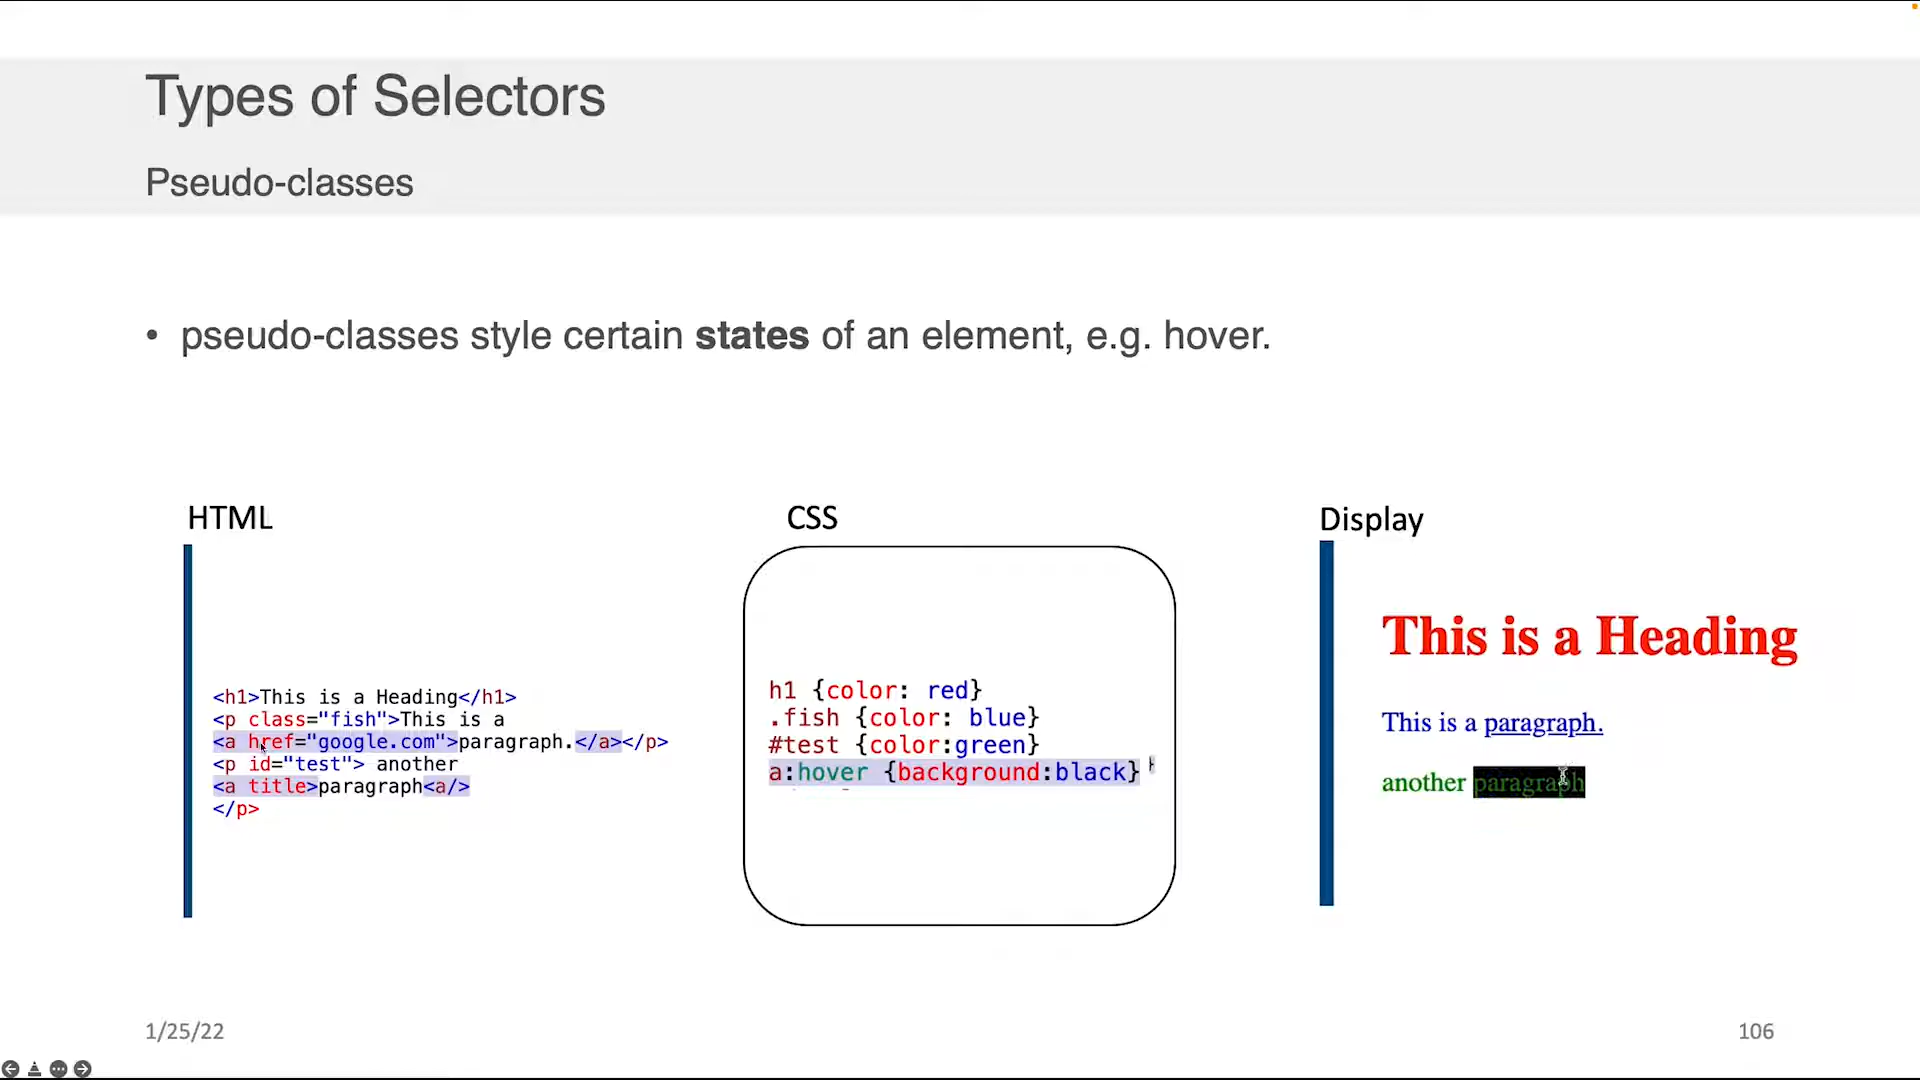 Types of Selectors
Pseudo-classes
• pseudo-classes style certain states of an element, e.g. hover.
HTML
<h1>This is a Heading</h1>
<p class="fish">This is a
<a href="google.com">paragraph.</a></p>
<p id="test"> another
<a title>paragraph<a/>
</p>
CSS
h1 {color: red}
.fish {color: blue}
#test {color:green}
a:hover {background:black}
Display
This is a Heading
This is a paragraph.
another paragraph
1/25/22
106